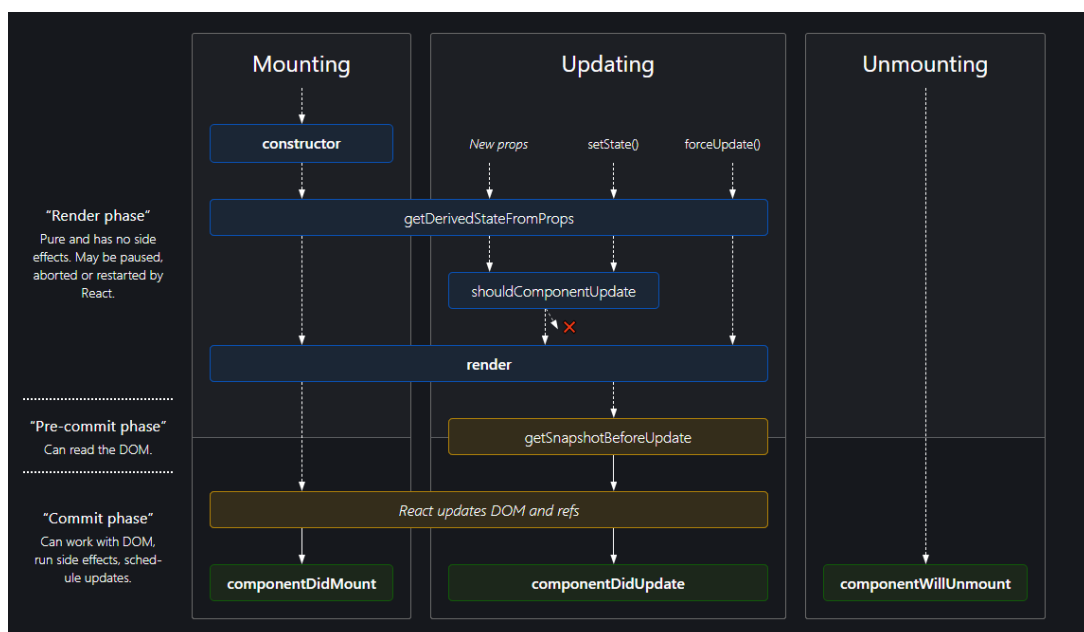 Mounting
Updating
Unmounting
constructor
New props
setState()
forceUpdate()
“Render phase”
Pure and has no side
effects. May be paused,
aborted or restarted by
React.
getDerivedStateFromProps
shouldComponentUpdate
render
“Pre-commit phase”
Can read the DOM.
getSnapshotBeforeUpdate
“Commit phase”
Can work with DOM,
run side effects, sched-
ule updates.
React updates DOM and refs
componentDidMount
componentDidUpdate
componentWillUnmount